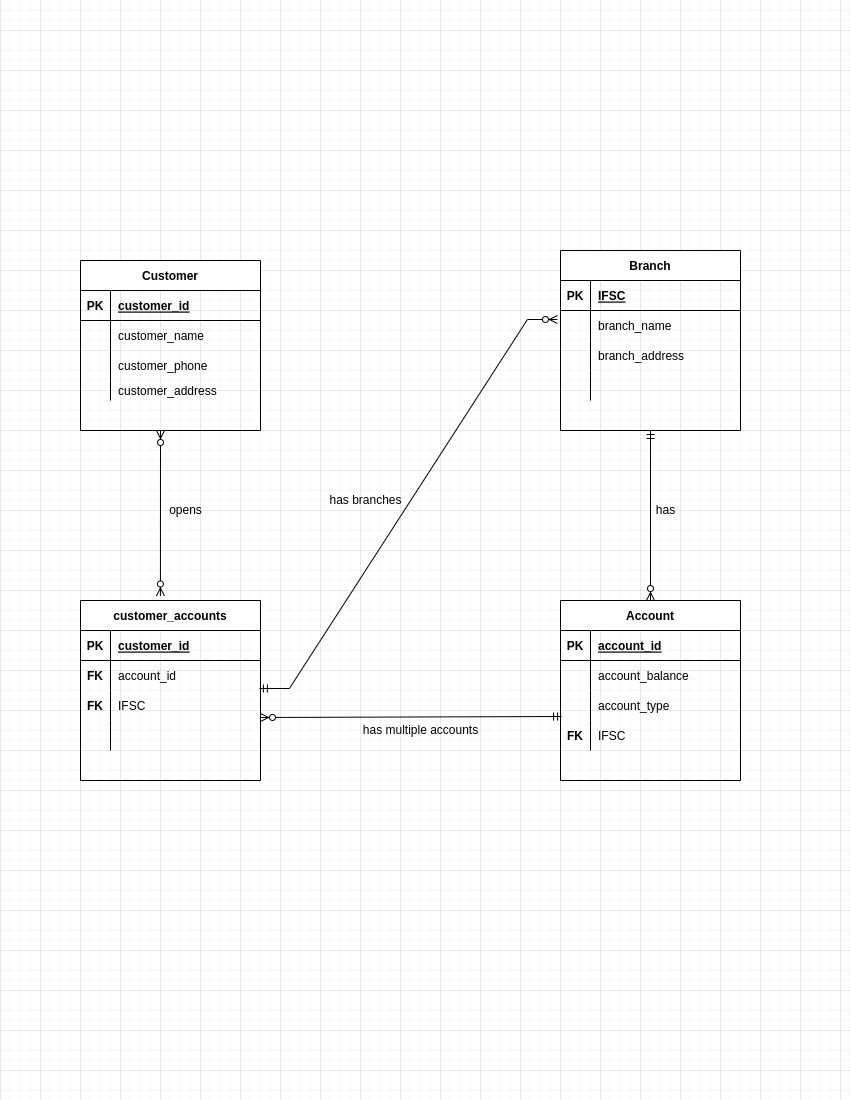 Customer
PK customer_id
customer_name
customer_phone
customer_address
Branch
PK IFSC
branch_name
branch_address
has branches
opens
has
customer_accounts
PK customer_id
FK account_id
FK IFSC
has multiple accounts
Account
PK account_id
account_balance
account_type
FK IFSC